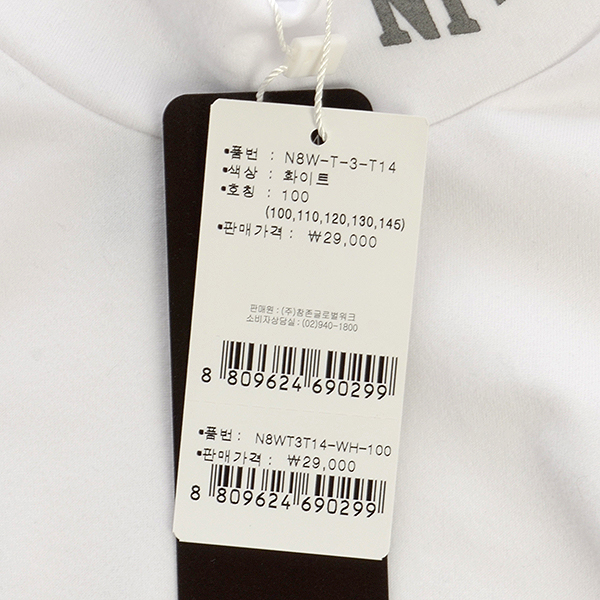 IN
•품번 : N8W-T-3-T14
•색상 : 화이트
•호칭 : 100
(100,110,120,130,145)
•판매가격 : ₩29,000
판매원 : (주)창존글로벌워크
소비자상담실 : (02)940-1800
8 809624 690299
•품번 : N8WT3T14-WH-100
•판매가격 : ₩29,000
8 809624 690299